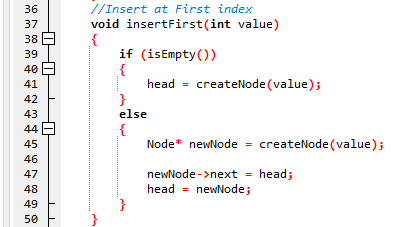 36 //Insert at First index
37 void insertFirst(int value)
38 {
39 if (isEmpty())
40 {
41 head = createNode(value);
42 }
43 else
44 {
45 Node* newNode = createNode(value);
46
47 newNode->next = head;
48 head = newNode;
49 }
50 }